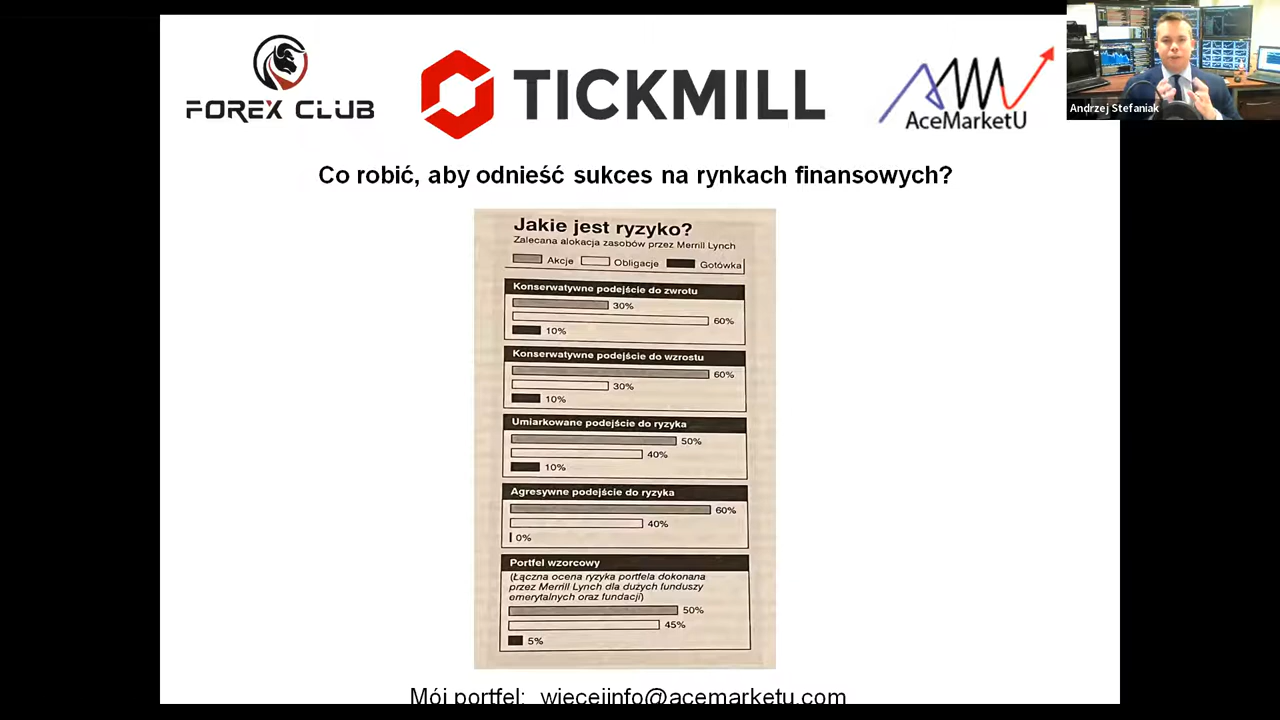 FOREX CLUB
TICKMILL
AceMarketU
Andrzej Stefaniak
Co robić, aby odnieść sukces na rynkach finansowych?
Jakie jest ryzyko?
Zalecana alokacja zasobów przez Merrill Lynch
Akcje Obligacje Gotówka
Konserwatywne podejście do zwrotu
30%
60%
10%
Konserwatywne podejście do wzrostu
60%
30%
10%
Umiarkowane podejście do ryzyka
50%
40%
10%
Agresywne podejście do ryzyka
60%
40%
0%
Portfel wzorcowy
(Łączna ocena ryzyka portfela dokonana
przez Merrill Lynch dla dużych funduszy
emerytalnych oraz fundacji)
50%
45%
5%
Mój portfel: wiecejinfo@acemarketu.com